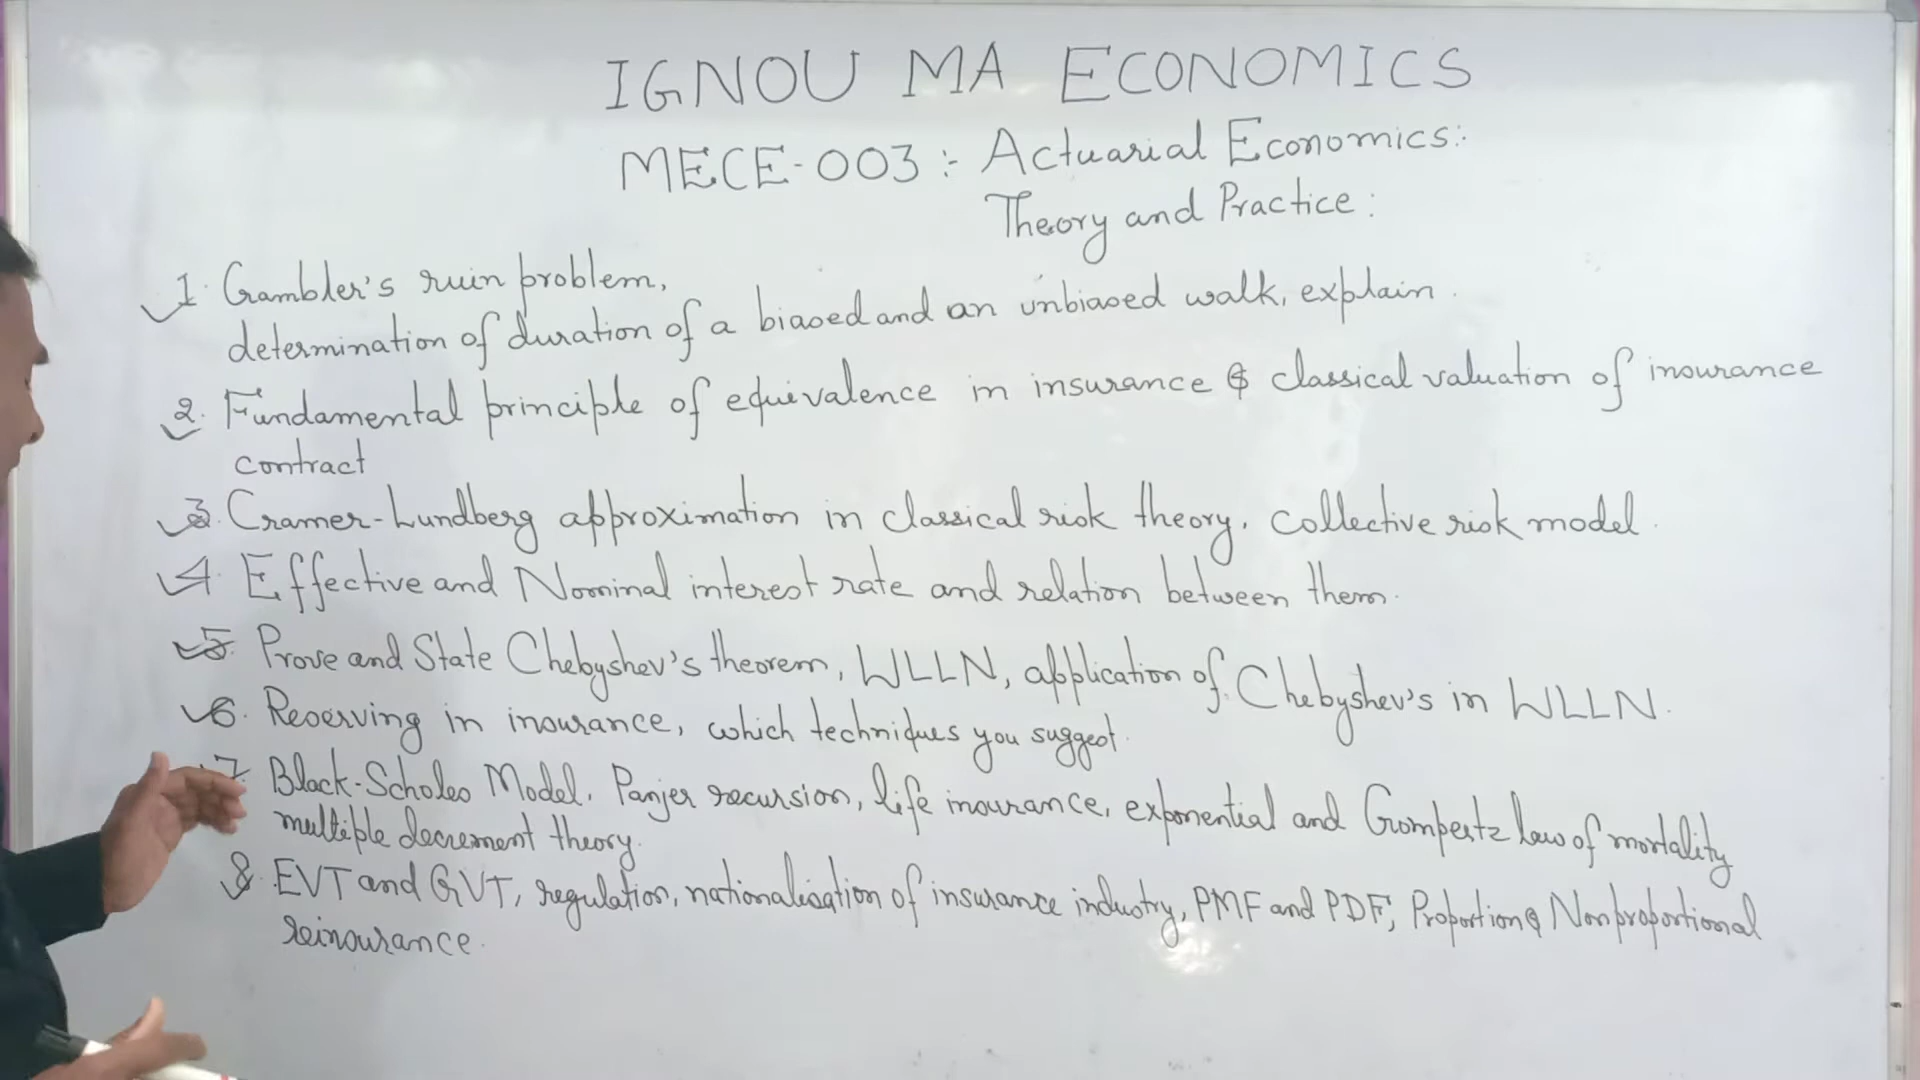 IGNOU MA ECONOMICS
MECE-003 :- Actuarial Economics:
Theory and Practice :
1. Gambler's ruin problem,
determination of duration of a biased and an unbiased walk, explain.
2. Fundamental principle of equivalence in insurance & classical valuation of insurance
contract
3. Cramer-Lundberg approximation in classical risk theory, collective risk model.
4. Effective and Nominal interest rate and relation between them.
5. Prove and State Chebyshev's theorem, WLLN, application of Chebyshev's in WLLN.
6. Reserving in insurance, which techniques you suggest.
7 Black-Scholes Model, Panjer recursion, life insurance, exponential and Gompertz law of mortality
multiple decrement theory.
8. EVT and GVT, regulation, nationalisation of insurance industry, PMF and PDF, Proportion & Nonproportional
reinsurance.